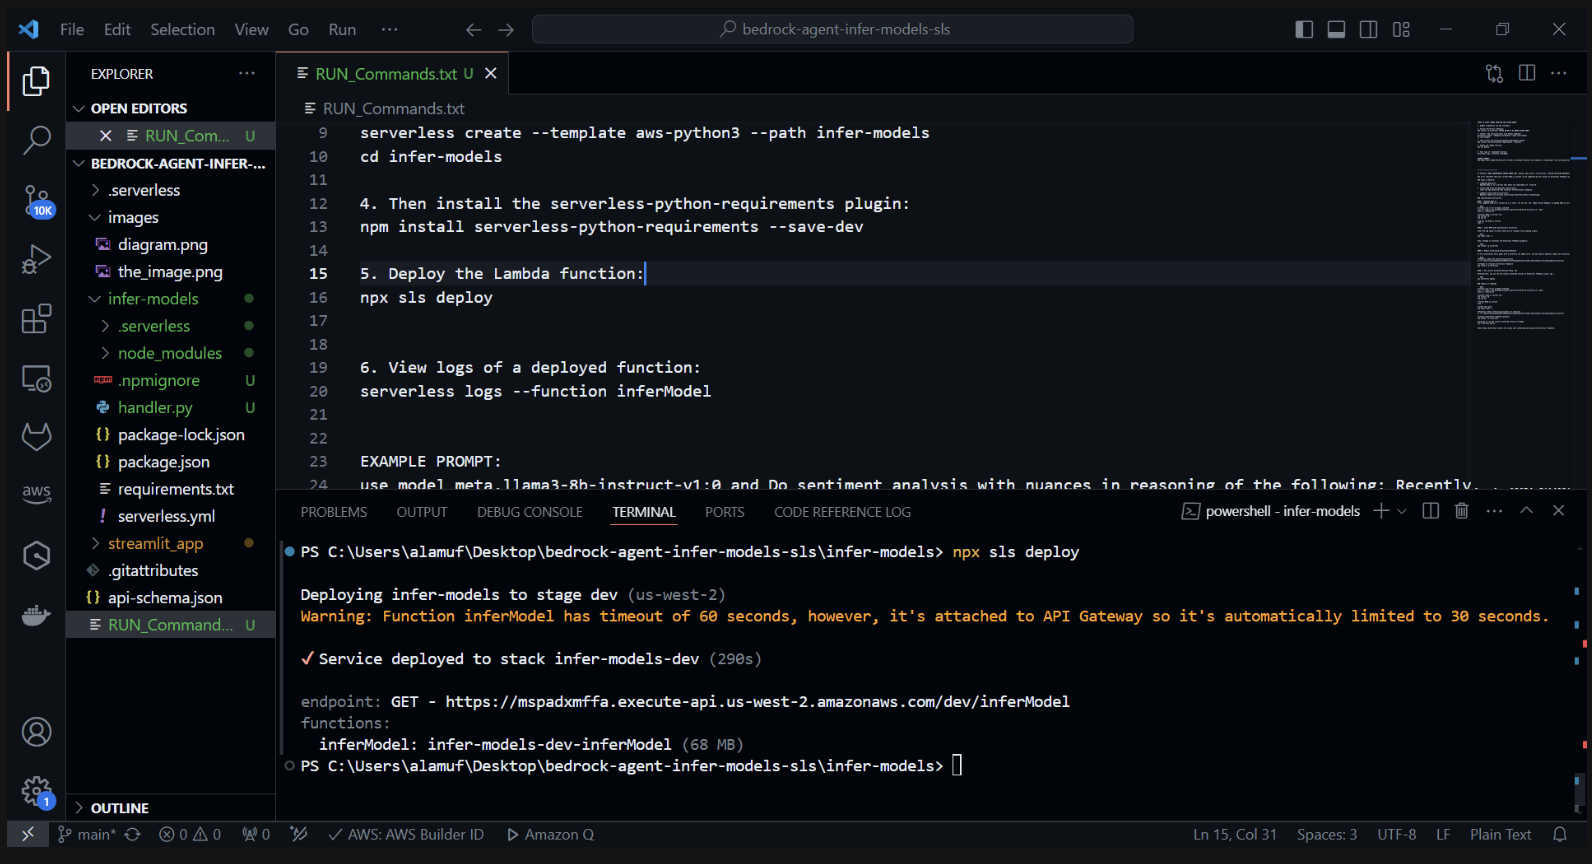 File Edit Selection View Go Run ···
bedrock-agent-infer-models-sls
EXPLORER ···
OPEN EDITORS
RUN_Com... U
BEDROCK-AGENT-INFER-...
.serverless
images
diagram.png
the_image.png
infer-models
.serverless
node_modules
.npmignore U
handler.py U
package-lock.json
package.json
requirements.txt
serverless.yml
streamlit_app
.gitattributes
api-schema.json
RUN_Command... U
OUTLINE
10K
aws
1
RUN_Commands.txt U
RUN_Commands.txt
9 serverless create --template aws-python3 --path infer-models
10 cd infer-models
11
12 4. Then install the serverless-python-requirements plugin:
13 npm install serverless-python-requirements --save-dev
14
15 5. Deploy the Lambda function:
16 npx sls deploy
17
18
19 6. View logs of a deployed function:
20 serverless logs --function inferModel
21
22
23 EXAMPLE PROMPT:
24 use model meta.llama3-8b-instruct-v1:0 and Do sentiment analysis with nuances in reasoning of the following: Recently,
PROBLEMS OUTPUT DEBUG CONSOLE TERMINAL PORTS CODE REFERENCE LOG
powershell - infer-models
PS C:\Users\alamuf\Desktop\bedrock-agent-infer-models-sls\infer-models> npx sls deploy
Deploying infer-models to stage dev (us-west-2)
Warning: Function inferModel has timeout of 60 seconds, however, it's attached to API Gateway so it's automatically limited to 30 seconds.
✓ Service deployed to stack infer-models-dev (290s)
endpoint: GET - https://mspadxmffa.execute-api.us-west-2.amazonaws.com/dev/inferModel
functions:
inferModel: infer-models-dev-inferModel (68 MB)
PS C:\Users\alamuf\Desktop\bedrock-agent-infer-models-sls\infer-models>
main* 0 0 0 AWS: AWS Builder ID Amazon Q
Ln 15, Col 31 Spaces: 3 UTF-8 LF Plain Text